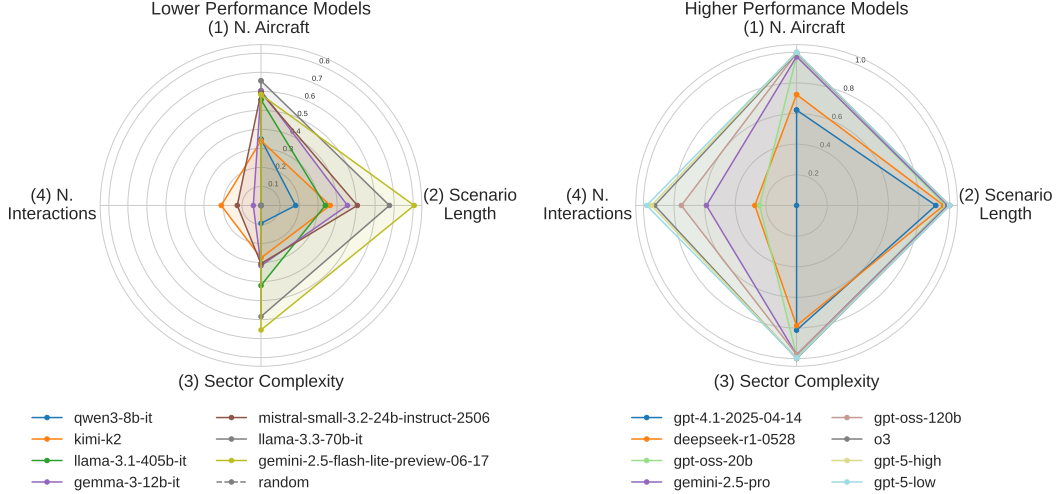 Lower Performance Models
(1) N. Aircraft
0.8
0.7
0.6
0.5
0.4
0.3
0.2
0.1
(4) N.
Interactions
(2) Scenario
Length
(3) Sector Complexity
qwen3-8b-it
kimi-k2
llama-3.1-405b-it
gemma-3-12b-it
mistral-small-3.2-24b-instruct-2506
llama-3.3-70b-it
gemini-2.5-flash-lite-preview-06-17
random
Higher Performance Models
(1) N. Aircraft
1.0
0.8
0.6
0.4
0.2
(4) N.
Interactions
(2) Scenario
Length
(3) Sector Complexity
gpt-4.1-2025-04-14
deepseek-r1-0528
gpt-oss-20b
gemini-2.5-pro
gpt-oss-120b
o3
gpt-5-high
gpt-5-low